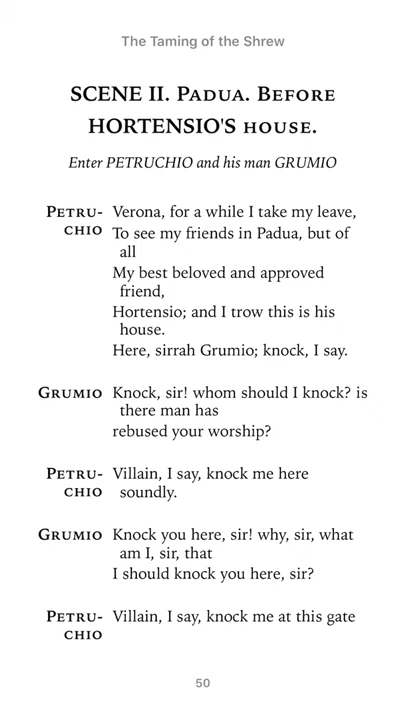 The Taming of the Shrew
SCENE II. PADUA. BEFORE
HORTENSIO'S HOUSE.
Enter PETRUCHIO and his man GRUMIO
PETRU- Verona, for a while I take my leave,
CHIO To see my friends in Padua, but of
all
My best beloved and approved
friend,
Hortensio; and I trow this is his
house.
Here, sirrah Grumio; knock, I say.
GRUMIO Knock, sir! whom should I knock? is
there man has
rebused your worship?
PETRU- Villain, I say, knock me here
CHIO soundly.
GRUMIO Knock you here, sir! why, sir, what
am I, sir, that
I should knock you here, sir?
PETRU- Villain, I say, knock me at this gate
CHIO
50